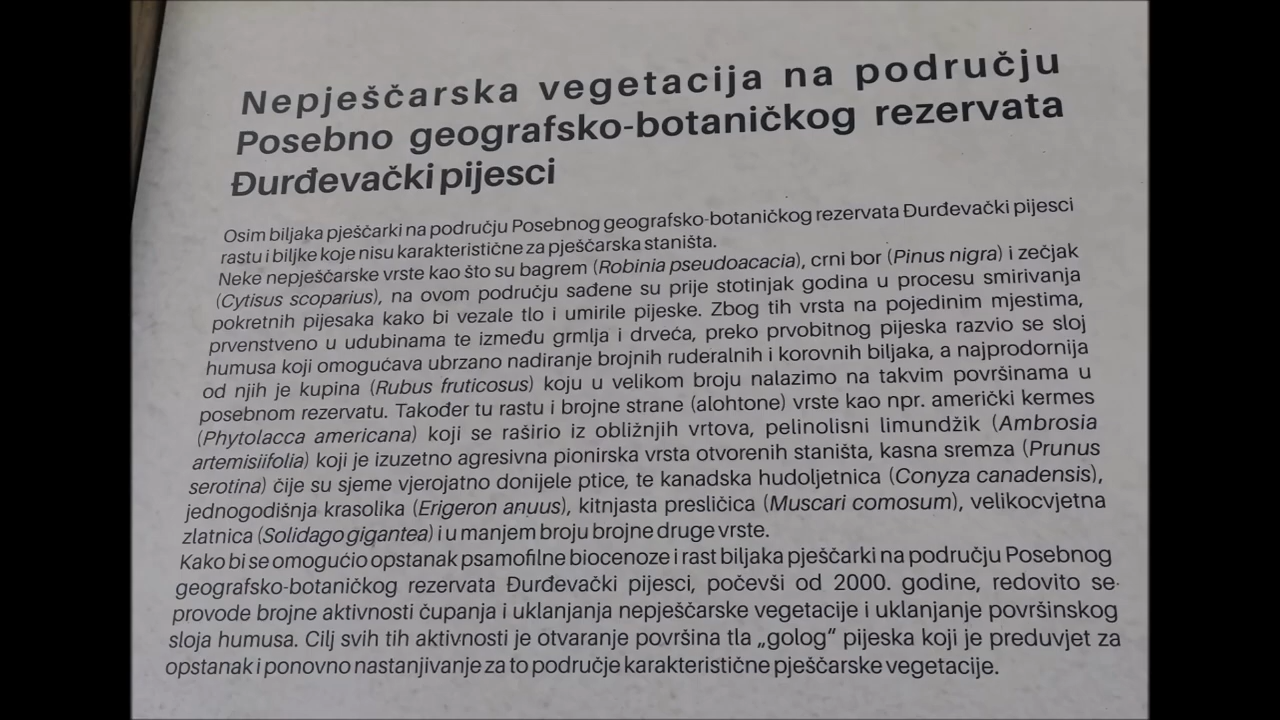 Nepješčarska vegetacija na području
Posebno geografsko-botaničkog rezervata
Đurđevački pijesci
Osim biljaka pješčarki na području Posebnog geografsko-botaničkog rezervata Đurđevački pijesci
rastu i biljke koje nisu karakteristične za pješčarska staništa.
Neke nepješčarske vrste kao što su bagrem (Robinia pseudoacacia), crni bor (Pinus nigra) i zečjak
(Cytisus scoparius), na ovom području sađene su prije stotinjak godina u procesu smirivanja
pokretnih pijesaka kako bi vezale tlo i umirile pijeske. Zbog tih vrsta na pojedinim mjestima,
prvenstveno u udubinama te između grmlja i drveća, preko prvobitnog pijeska razvio se sloj
humusa koji omogućava ubrzano nadiranje brojnih ruderalnih i korovnih biljaka, a najprodornija
od njih je kupina (Rubus fruticosus) koju u velikom broju nalazimo na takvim površinama u
posebnom rezervatu. Također tu rastu i brojne strane (alohtone) vrste kao npr. američki kermes
(Phytolacca americana) koji se raširio iz obližnjih vrtova, pelinolisni limundžik (Ambrosia
artemisiifolia) koji je izuzetno agresivna pionirska vrsta otvorenih staništa, kasna sremza (Prunus
serotina) čije su sjeme vjerojatno donijele ptice, te kanadska hudoljetnica (Conyza canadensis),
jednogodišnja krasolika (Erigeron anuus), kitnjasta presličica (Muscari comosum), velikocvjetna
zlatnica (Solidago gigantea) i u manjem broju brojne druge vrste.
Kako bi se omogućio opstanak psamofilne biocenoze i rast biljaka pješčarki na području Posebnog
geografsko-botaničkog rezervata Đurđevački pijesci, počevši od 2000. godine, redovito se
provode brojne aktivnosti čupanja i uklanjanja nepješčarske vegetacije i uklanjanje površinskog
sloja humusa. Cilj svih tih aktivnosti je otvaranje površina tla „golog“ pijeska koji je preduvjet za
opstanak i ponovno nastanjivanje za to područje karakteristične pješčarske vegetacije.